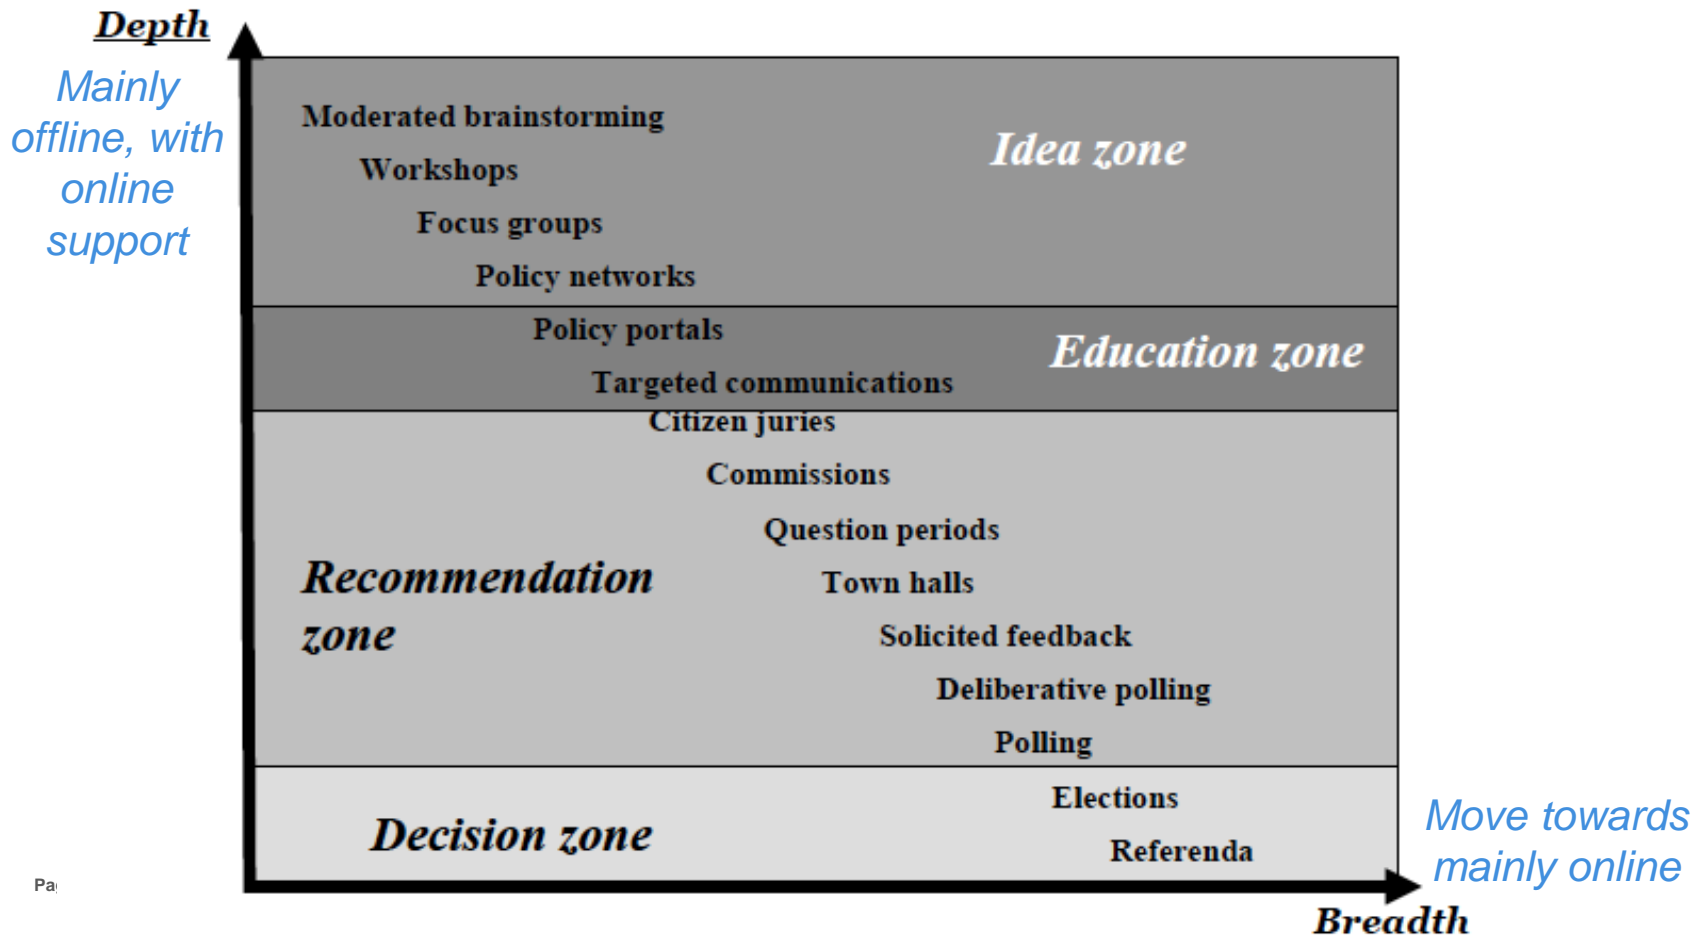 Depth
Mainly
offline, with
online
support
Moderated brainstorming
Idea zone
Workshops
Focus groups
Policy networks
Policy portals
Education zone
Targeted communications
Citizen juries
Commissions
Question periods
Recommendation
zone
Town halls
Solicited feedback
Deliberative polling
Polling
Elections
Decision zone
Referenda
Move towards
mainly online
Breadth